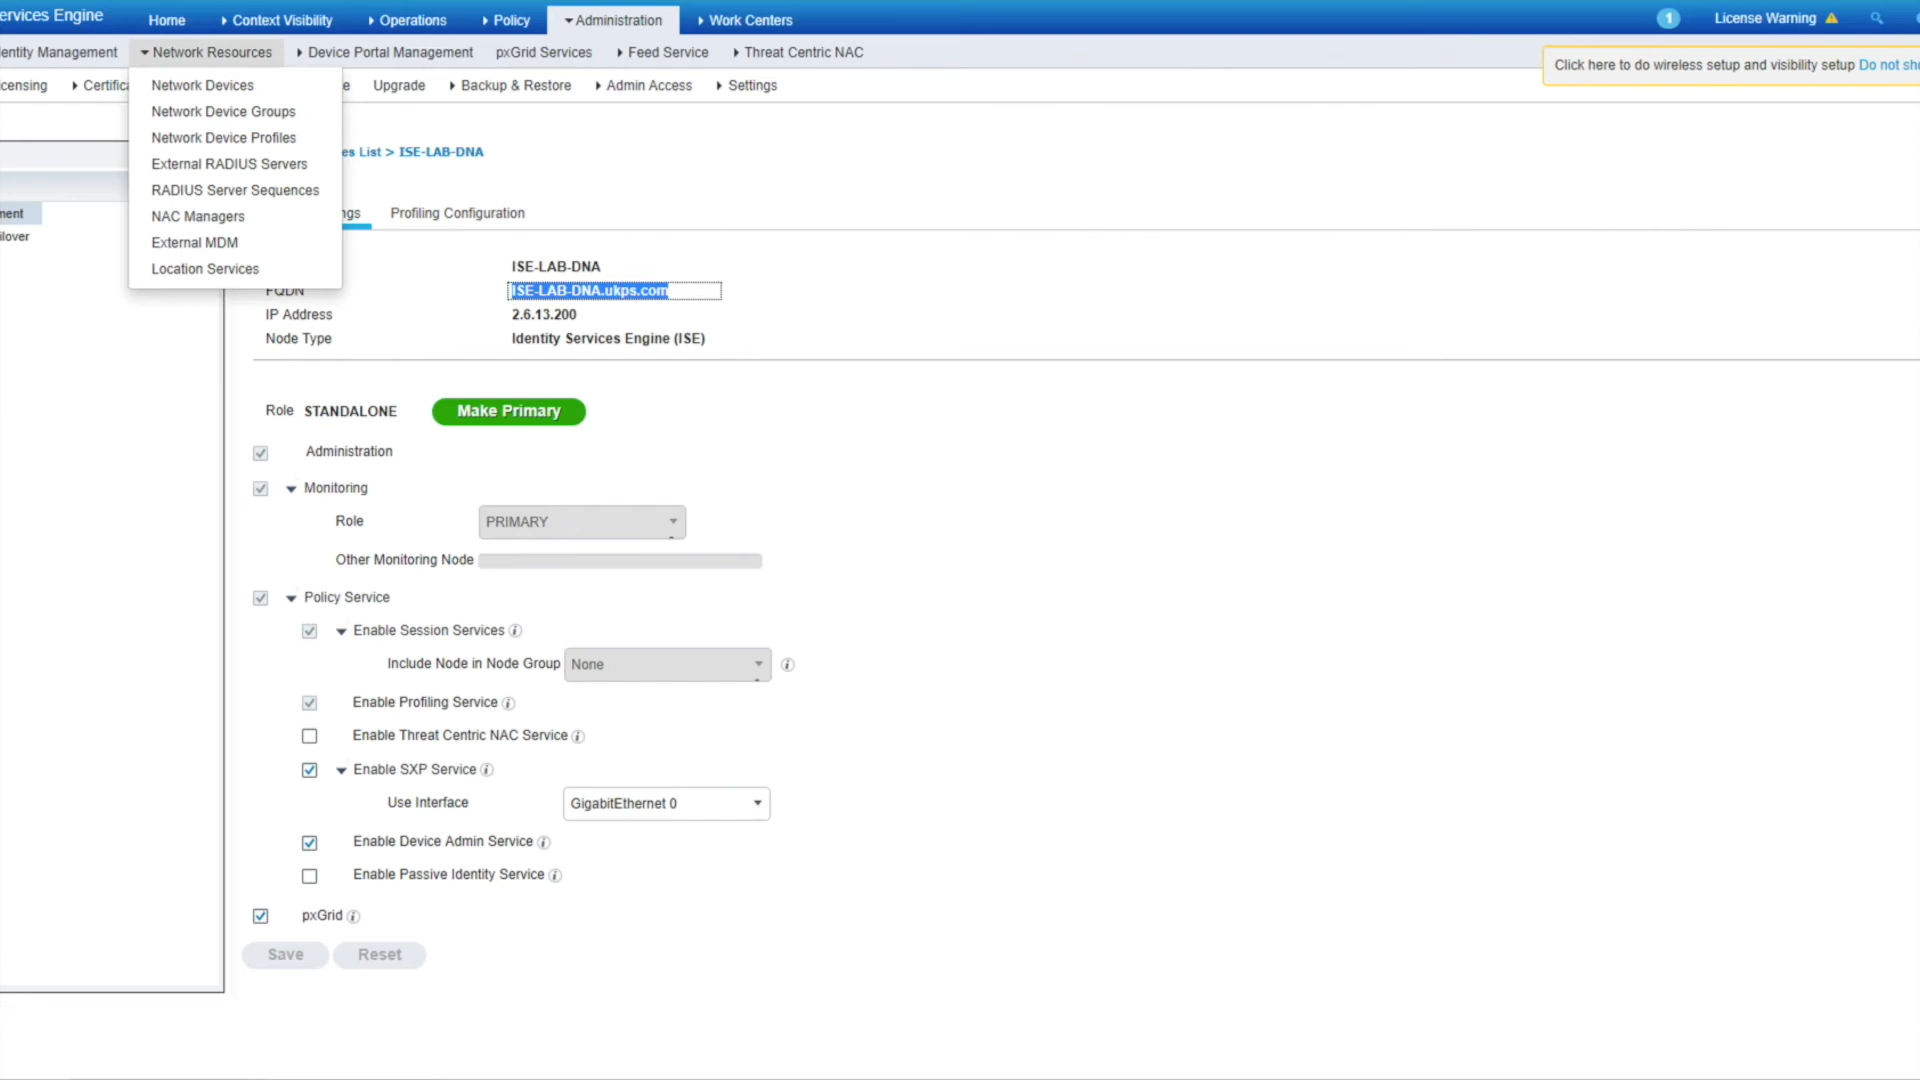 ervices Engine
Home
Context Visibility
Operations
Policy
Administration
Work Centers
1
License Warning
entity Management
Network Resources
Device Portal Management
pxGrid Services
Feed Service
Threat Centric NAC
Click here to do wireless setup and visibility setup Do not sho
censing
Certifica
Network Devices
e
Upgrade
Backup & Restore
Admin Access
Settings
Network Device Groups
Network Device Profiles
External RADIUS Servers
RADIUS Server Sequences
NAC Managers
External MDM
Location Services
es List > ISE-LAB-DNA
ment
ilover
ngs
Profiling Configuration
ISE-LAB-DNA
FQDN
ISE-LAB-DNA.ukps.com
IP Address
2.6.13.200
Node Type
Identity Services Engine (ISE)
Role STANDALONE
Make Primary
Administration
Monitoring
Role
PRIMARY
Other Monitoring Node
Policy Service
Enable Session Services
Include Node in Node Group
None
Enable Profiling Service
Enable Threat Centric NAC Service
Enable SXP Service
Use Interface
GigabitEthernet 0
Enable Device Admin Service
Enable Passive Identity Service
pxGrid
Save
Reset